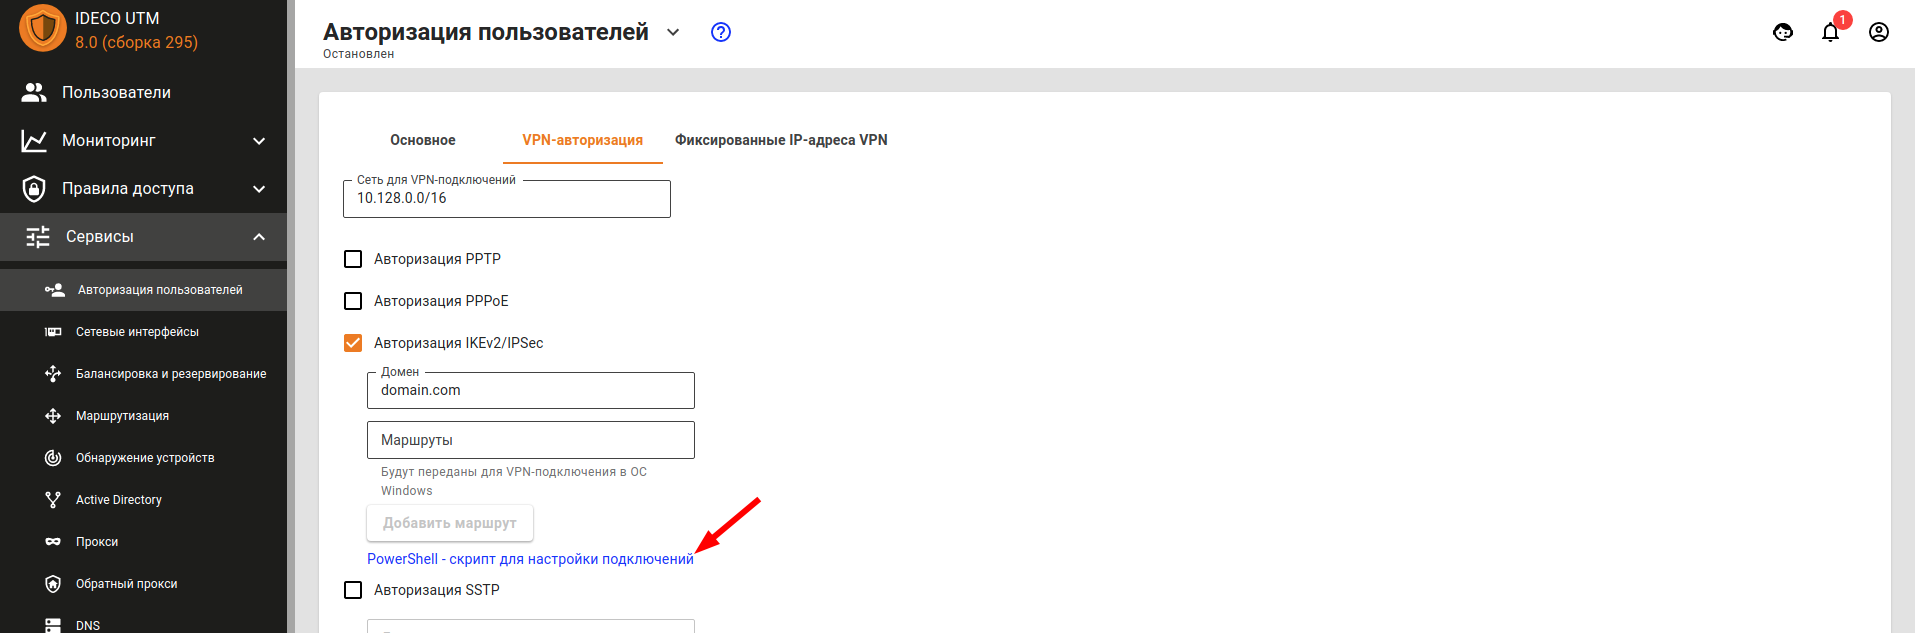 IDECO UTM
8.0 (сборка 295)
Пользователи
Мониторинг
Правила доступа
Сервисы
Авторизация пользователей
Сетевые интерфейсы
Балансировка и резервирование
Маршрутизация
Обнаружение устройств
Active Directory
Прокси
Обратный прокси
DNS
Авторизация пользователей
Остановлен
1
Основное VPN-авторизация Фиксированные IP-адреса VPN
Сеть для VPN-подключений
10.128.0.0/16
Авторизация PPTP
Авторизация PPPoE
Авторизация IKEv2/IPSec
Домен
domain.com
Маршруты
Будут переданы для VPN-подключения в ОС
Windows
Добавить маршрут
PowerShell - скрипт для настройки подключений
Авторизация SSTP